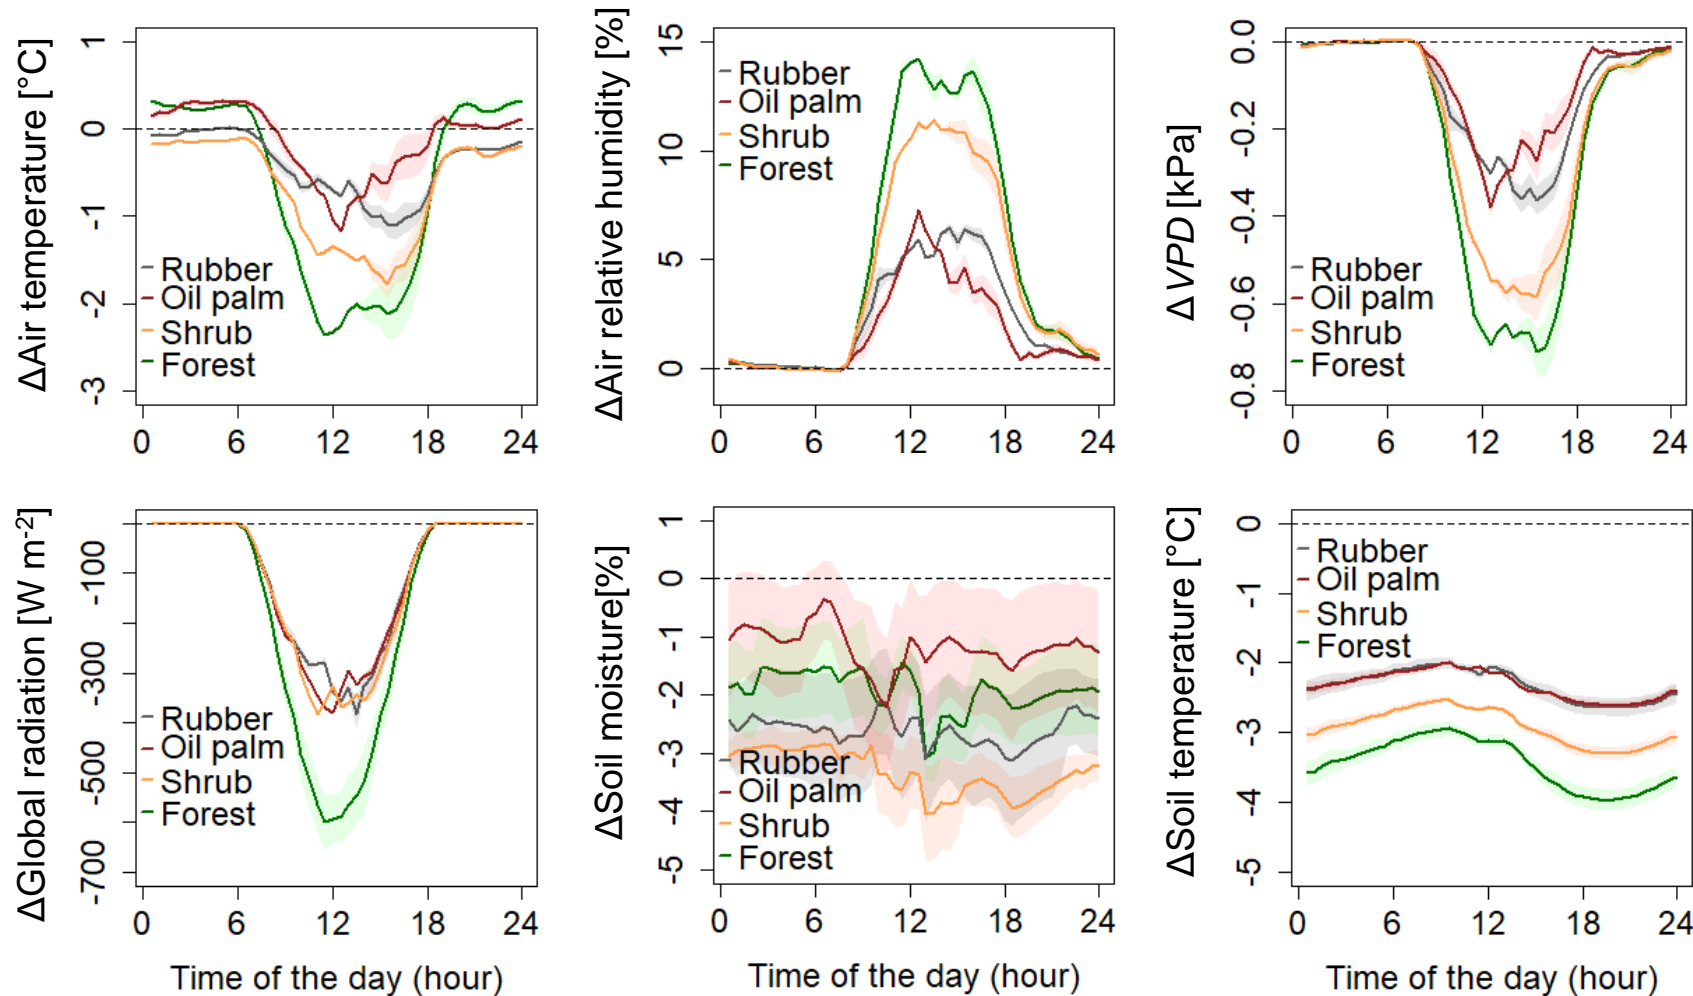 ΔAir temperature [°C]
1
0
-1
-2
-3
Rubber
Oil palm
Shrub
Forest
0 6 12 18 24
ΔAir relative humidity [%]
15
10
5
0
Rubber
Oil palm
Shrub
Forest
0 6 12 18 24
Δ VPD [kPa]
0.0
-0.2
-0.4
-0.6
-0.8
Rubber
Oil palm
Shrub
Forest
0 6 12 18 24
ΔGlobal radiation [W m-2]
-100
-300
-500
-700
Rubber
Oil palm
Shrub
Forest
0 6 12 18 24
Time of the day (hour)
ΔSoil moisture[%]
1
0
-1
-2
-3
-4
-5
Rubber
Oil palm
Shrub
Forest
0 6 12 18 24
Time of the day (hour)
ΔSoil temperature [°C]
0
-1
-2
-3
-4
-5
Rubber
Oil palm
Shrub
Forest
0 6 12 18 24
Time of the day (hour)